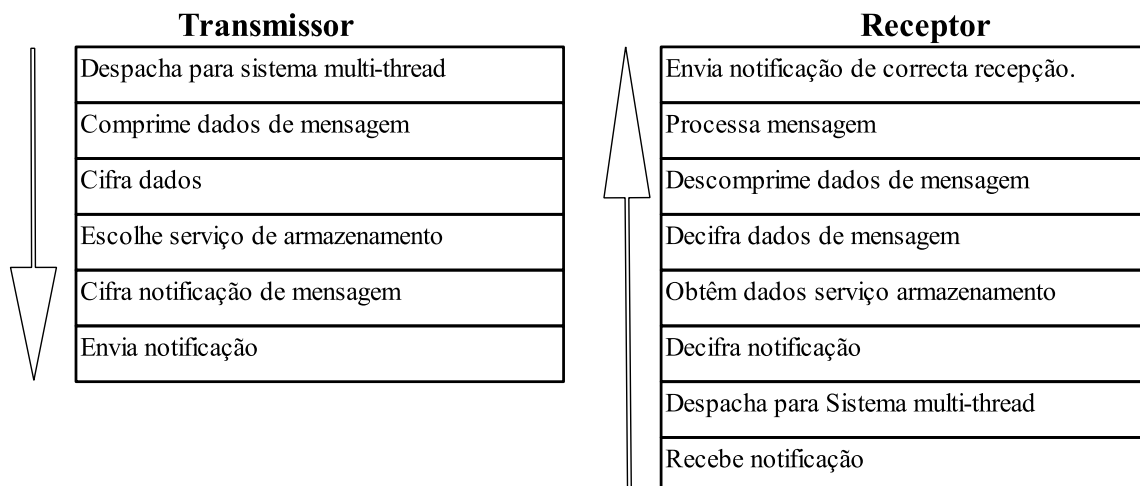 Transmissor
Despacha para sistema multi-thread
Comprime dados de mensagem
Cifra dados
Escolhe serviço de armazenamento
Cifra notificação de mensagem
Envia notificação
Receptor
Envia notificação de correcta recepção.
Processa mensagem
Descomprime dados de mensagem
Decifra dados de mensagem
Obtêm dados serviço armazenamento
Decifra notificação
Despacha para Sistema multi-thread
Recebe notificação